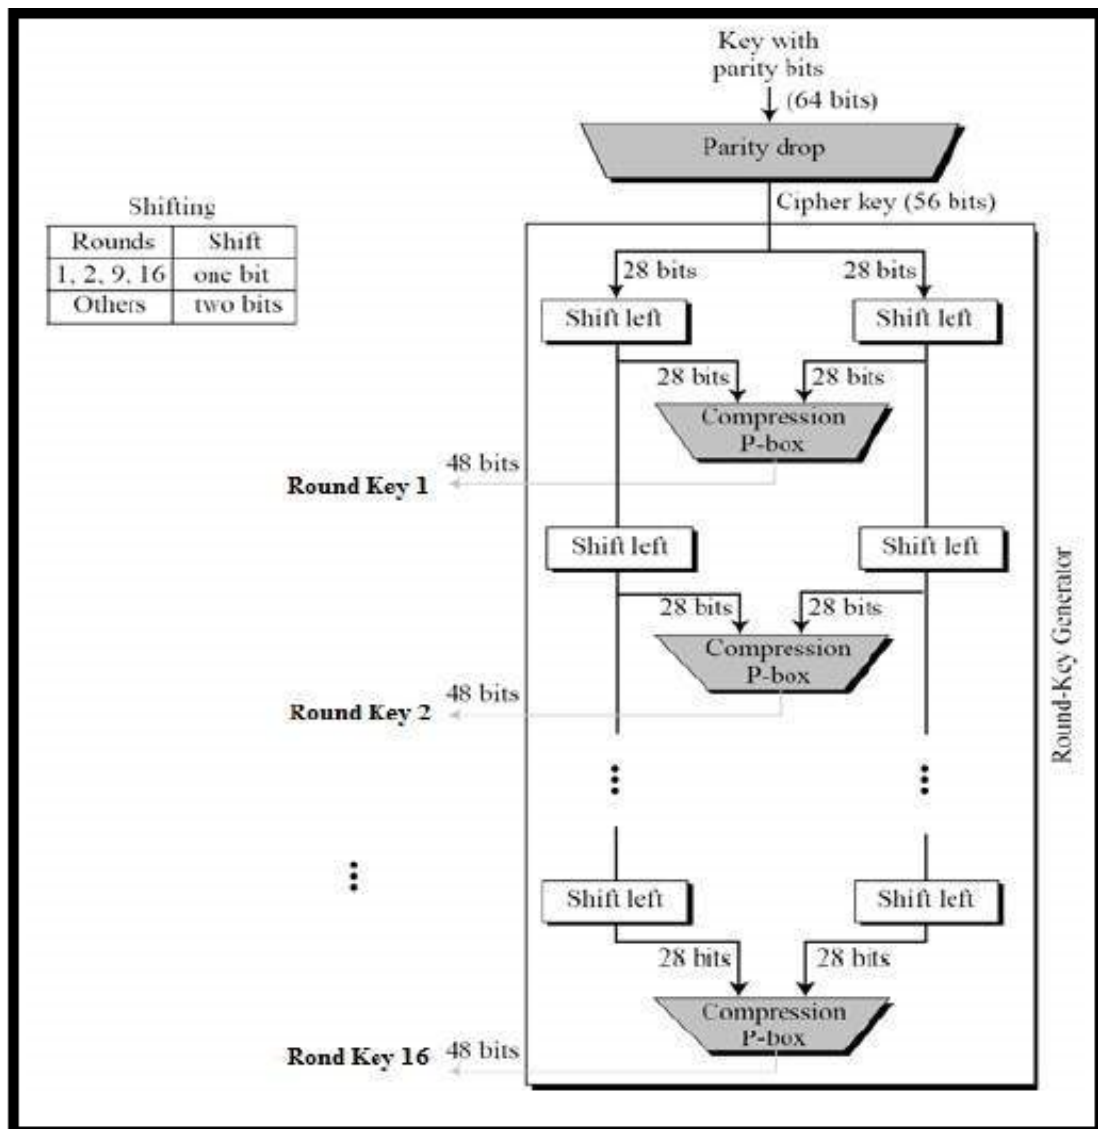 Key with
parity bits
(64 bits)
Parity drop
Cipher key (56 bits)
Shifting
Rounds Shift
1, 2, 9, 16 one bit
Others two bits
28 bits 28 bits
Shift left Shift left
28 bits 28 bits
Compression
P-box
48 bits
Round Key 1
Shift left Shift left
28 bits 28 bits
Compression
P-box
48 bits
Round Key 2
Round-Key Generator
Shift left Shift left
28 bits 28 bits
Compression
P-box
48 bits
Rond Key 16